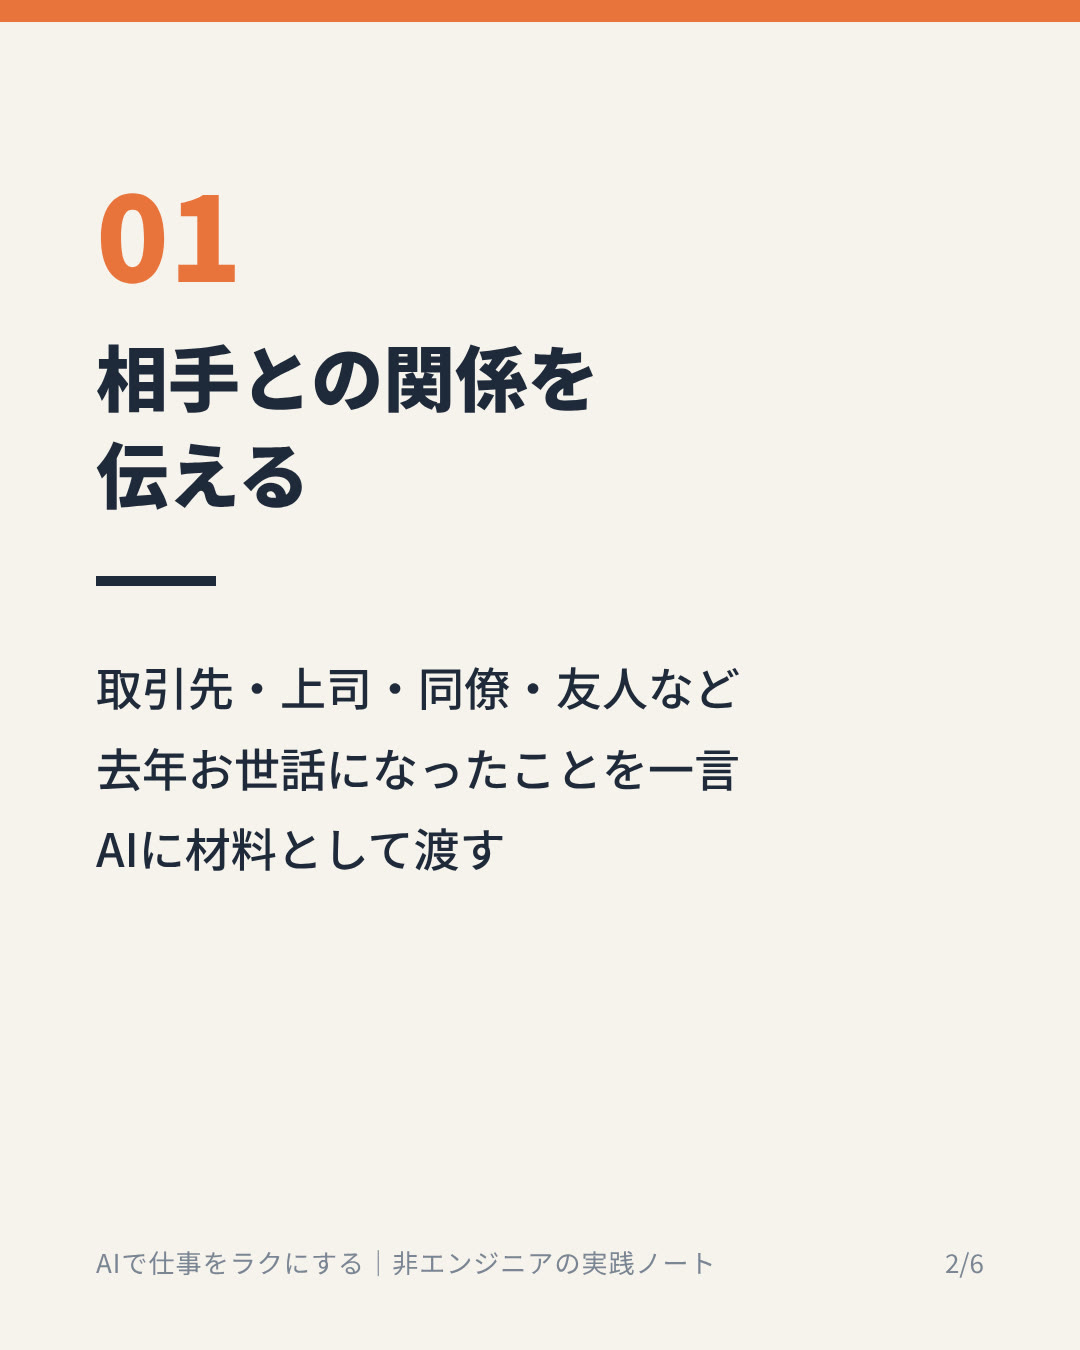 01
相手との関係を
伝える
取引先・上司・同僚・友人など
去年お世話になったことを一言
AIに材料として渡す
AIで仕事をラクにする｜非エンジニアの実践ノート
2/6